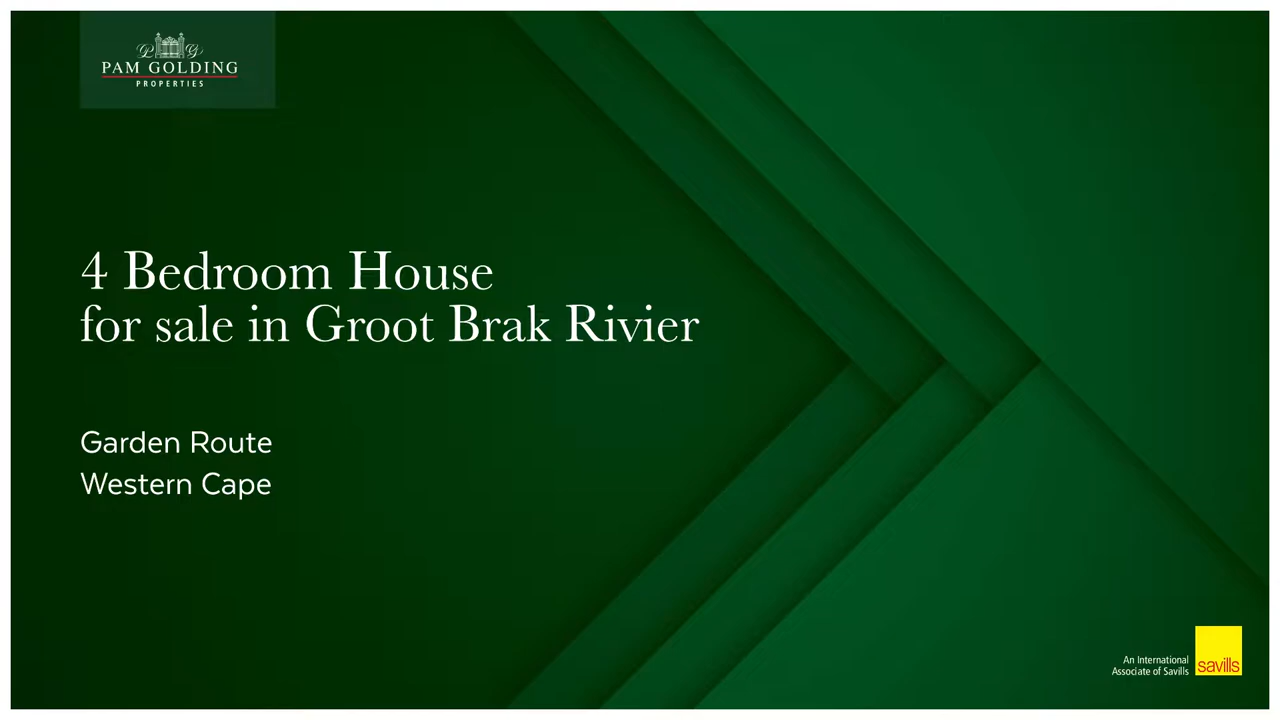 PAM GOLDING
PROPERTIES
4 Bedroom House
for sale in Groot Brak Rivier
Garden Route
Western Cape
An International
Associate of Savills
savills